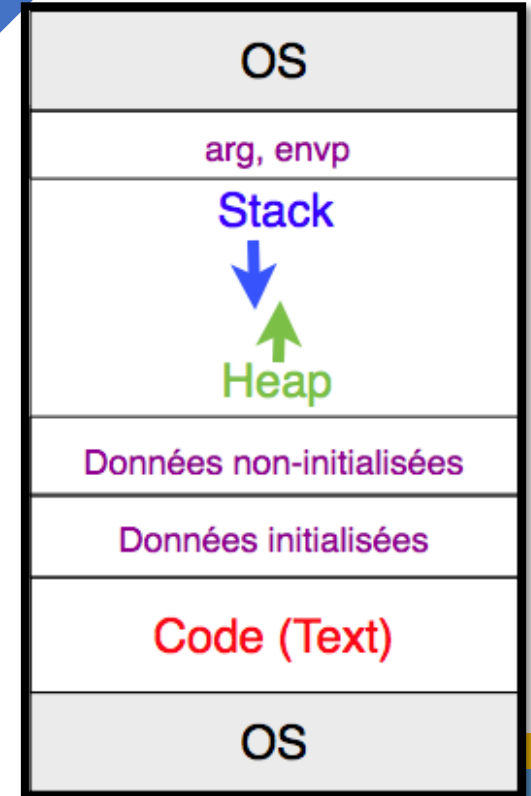 OS
arg, envp
Stack
Heap
Données non-initialisées
Données initialisées
Code (Text)
OS